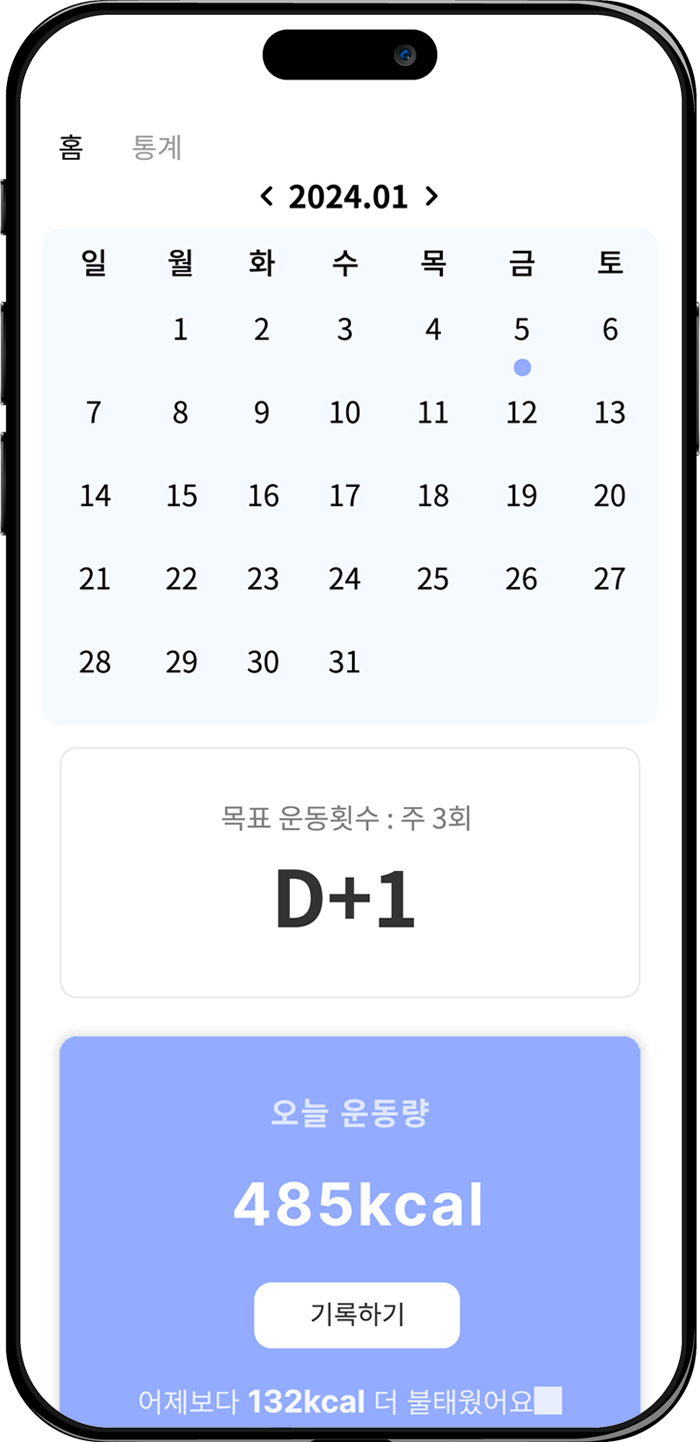 홈 통계
< 2024.01 >
일 월 화 수 목 금 토
1 2 3 4 5 6
7 8 9 10 11 12 13
14 15 16 17 18 19 20
21 22 23 24 25 26 27
28 29 30 31
목표 운동횟수 : 주 3회
D+1
오늘 운동량
485kcal
기록하기
어제보다 132kcal 더 불태웠어요